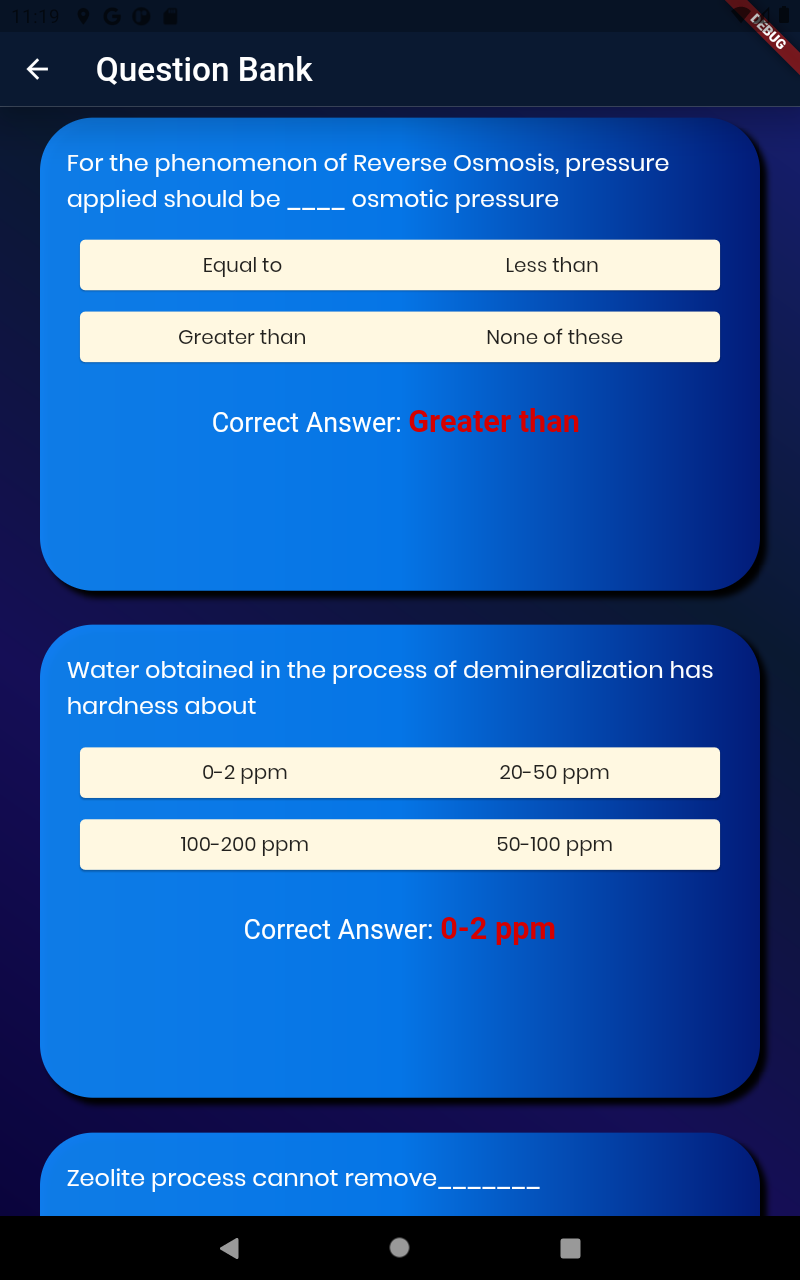 11:19
DEBUG
Question Bank
For the phenomenon of Reverse Osmosis, pressure
applied should be ____ osmotic pressure
Equal to Less than
Greater than None of these
Correct Answer: Greater than
Water obtained in the process of demineralization has
hardness about
0-2 ppm 20-50 ppm
100-200 ppm 50-100 ppm
Correct Answer: 0-2 ppm
Zeolite process cannot remove_______